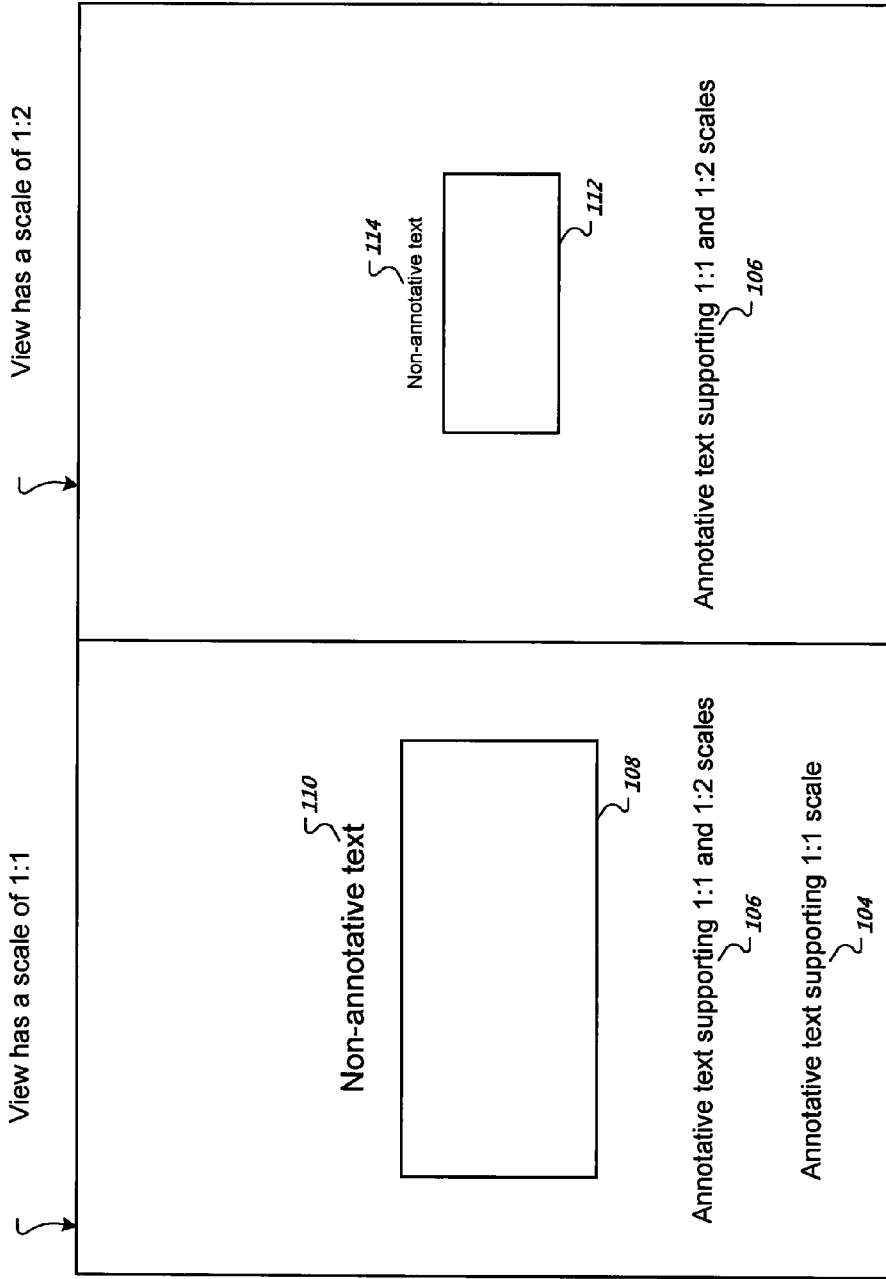 View has a scale of 1:1
View has a scale of 1:2
110
Non-annotative text
108
Annotative text supporting 1:1 and 1:2 scales
106
Annotative text supporting 1:1 scale
104
114
Non-annotative text
112
Annotative text supporting 1:1 and 1:2 scales
106